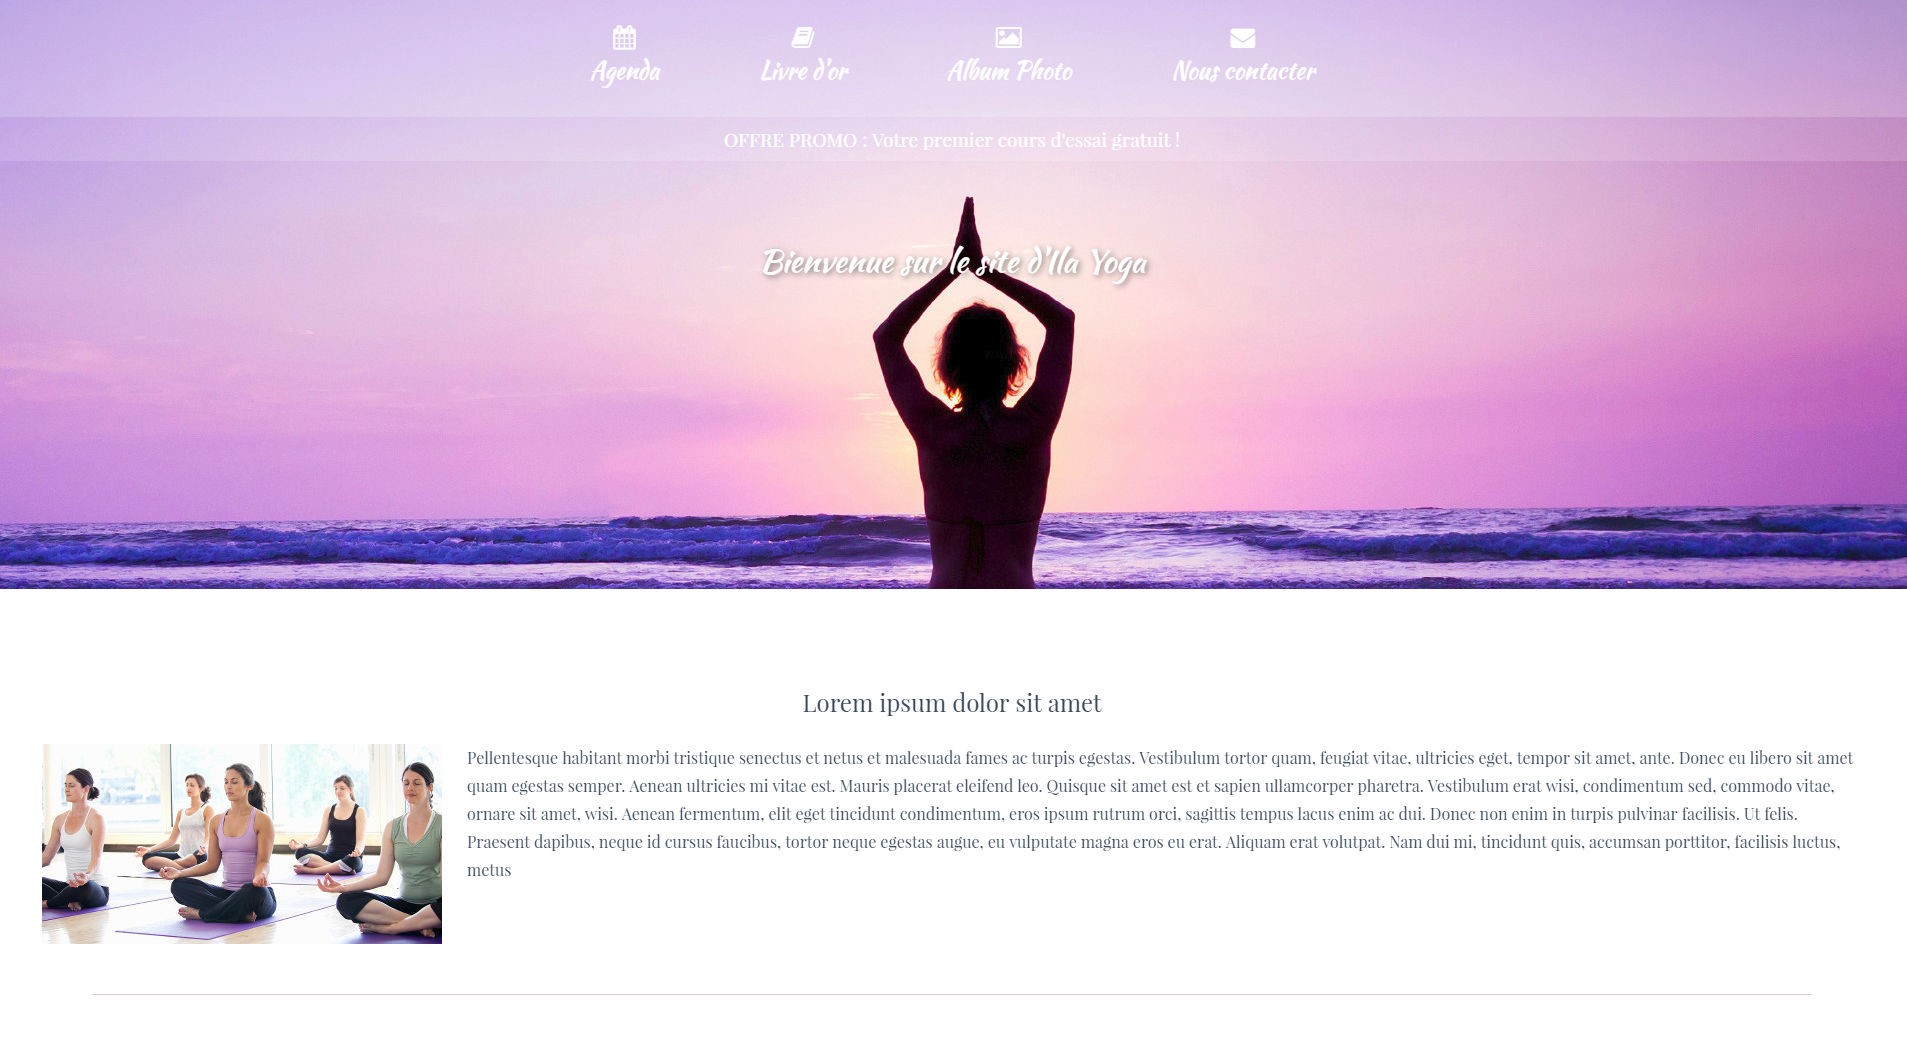 Agenda
Livre d'or
Album Photo
Nous contacter
OFFRE PROMO : Votre premier cours d'essai gratuit !
Bienvenue sur le site d'Ila Yoga
Lorem ipsum dolor sit amet
Pellentesque habitant morbi tristique senectus et netus et malesuada fames ac turpis egestas. Vestibulum tortor quam, feugiat vitae, ultricies eget, tempor sit amet, ante. Donec eu libero sit amet
quam egestas semper. Aenean ultricies mi vitae est. Mauris placerat eleifend leo. Quisque sit amet est et sapien ullamcorper pharetra. Vestibulum erat wisi, condimentum sed, commodo vitae,
ornare sit amet, wisi. Aenean fermentum, elit eget tincidunt condimentum, eros ipsum rutrum orci, sagittis tempus lacus enim ac dui. Donec non enim in turpis pulvinar facilisis. Ut felis.
Praesent dapibus, neque id cursus faucibus, tortor neque egestas augue, eu vulputate magna eros eu erat. Aliquam erat volutpat. Nam dui mi, tincidunt quis, accumsan porttitor, facilisis luctus,
metus